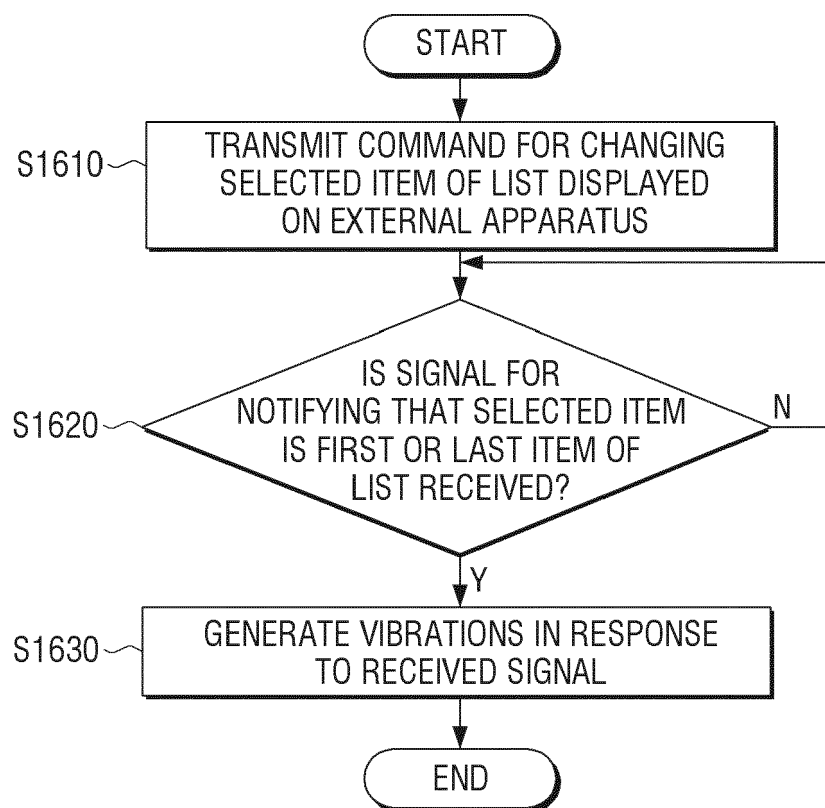 START
S1610
TRANSMIT COMMAND FOR CHANGING
SELECTED ITEM OF LIST DISPLAYED
ON EXTERNAL APPARATUS
S1620
IS SIGNAL FOR
NOTIFYING THAT SELECTED ITEM
IS FIRST OR LAST ITEM OF
LIST RECEIVED?
N
Y
S1630
GENERATE VIBRATIONS IN RESPONSE
TO RECEIVED SIGNAL
END